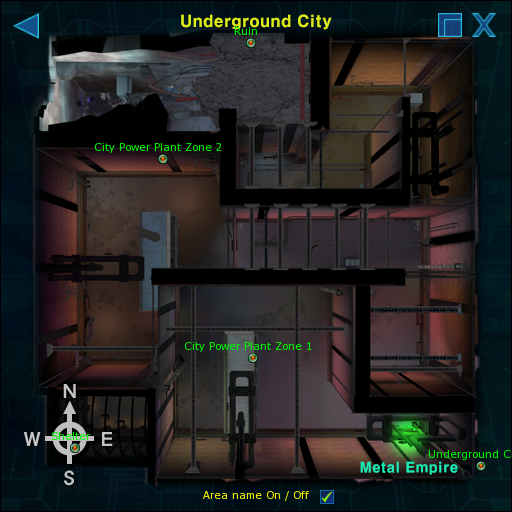 Underground City
Ruin
City Power Plant Zone 2
City Power Plant Zone 1
N
W E
Shelter
S
Underground C
Metal Empire
Area name On / Off